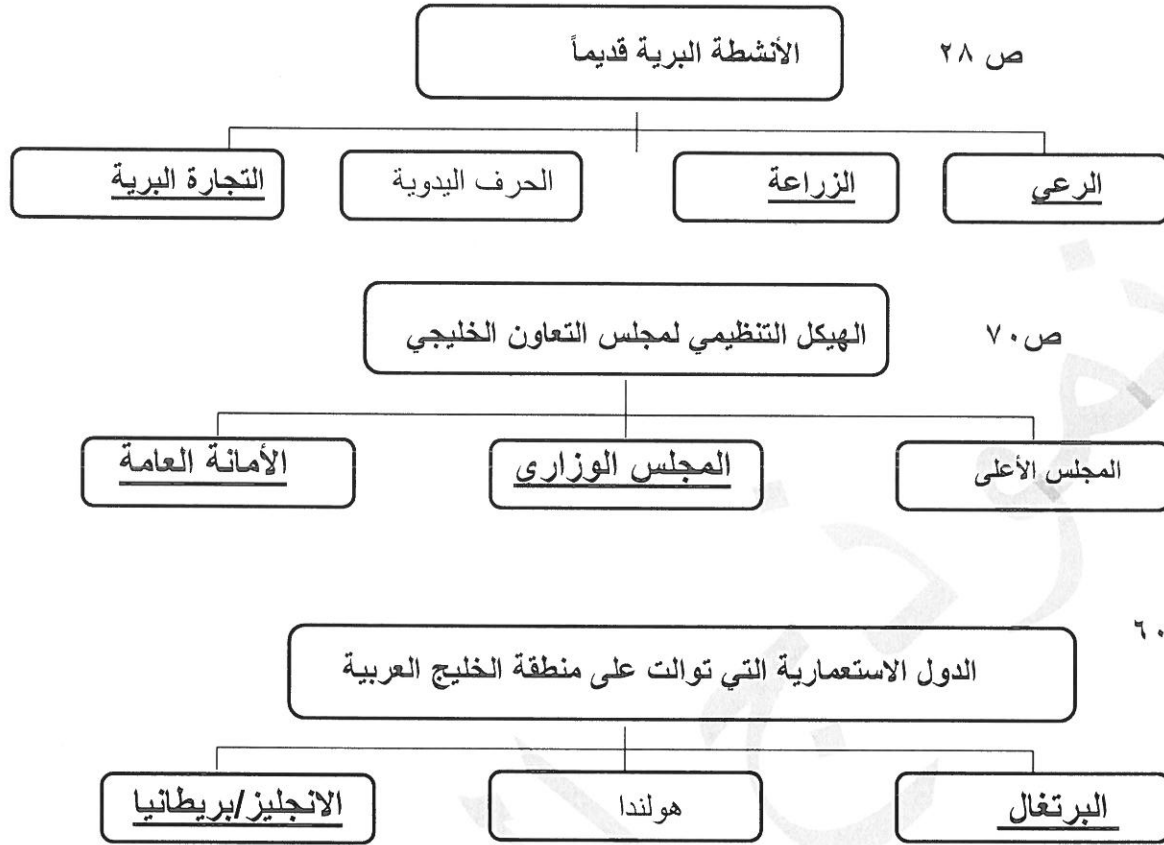 ص ٢٨
الأنشطة البرية قديماً
الرعي
الزراعة
الحرف اليدوية
التجارة البرية
ص٧٠
الهيكل التنظيمي لمجلس التعاون الخليجي
المجلس الأعلى
المجلس الوزارى
الأمانة العامة
٦٠
الدول الاستعمارية التي توالت على منطقة الخليج العربية
البرتغال
هولندا
الانجليز/بريطانيا